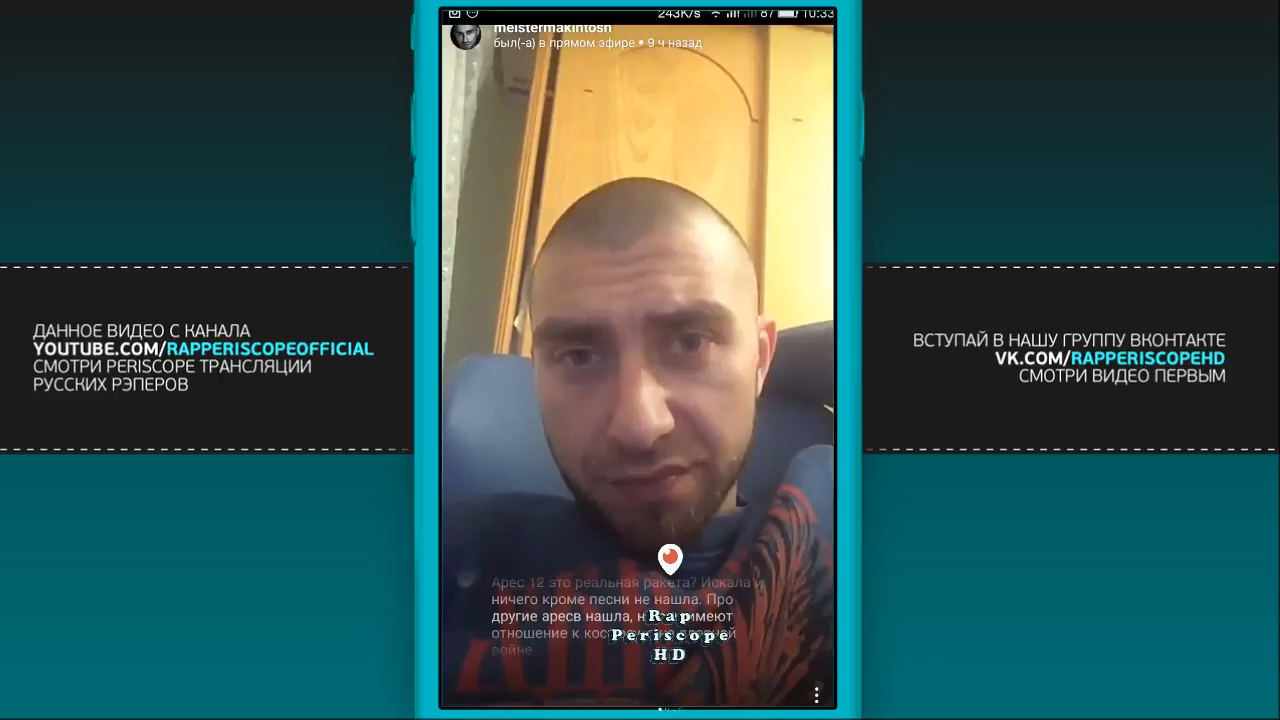 243K/s 87 10:33
meistermakintosh
был(-а) в прямом эфире • 9 ч назад
ДАННОЕ ВИДЕО С КАНАЛА
YOUTUBE.COM/RAPPERISCOPEOFFICIAL
СМОТРИ PERISCOPE ТРАНСЛЯЦИИ
РУССКИХ РЭПЕРОВ
ВСТУПАЙ В НАШУ ГРУППУ ВКОНТАКТЕ
VK.COM/RAPPERISCOPEHD
СМОТРИ ВИДЕО ПЕРВЫМ
Арес 12 это реальная ракета? Искала и
ничего кроме песни не нашла. Про
другие аресв нашла, имеют
отношение к
войне.
Rap
Periscope
HD